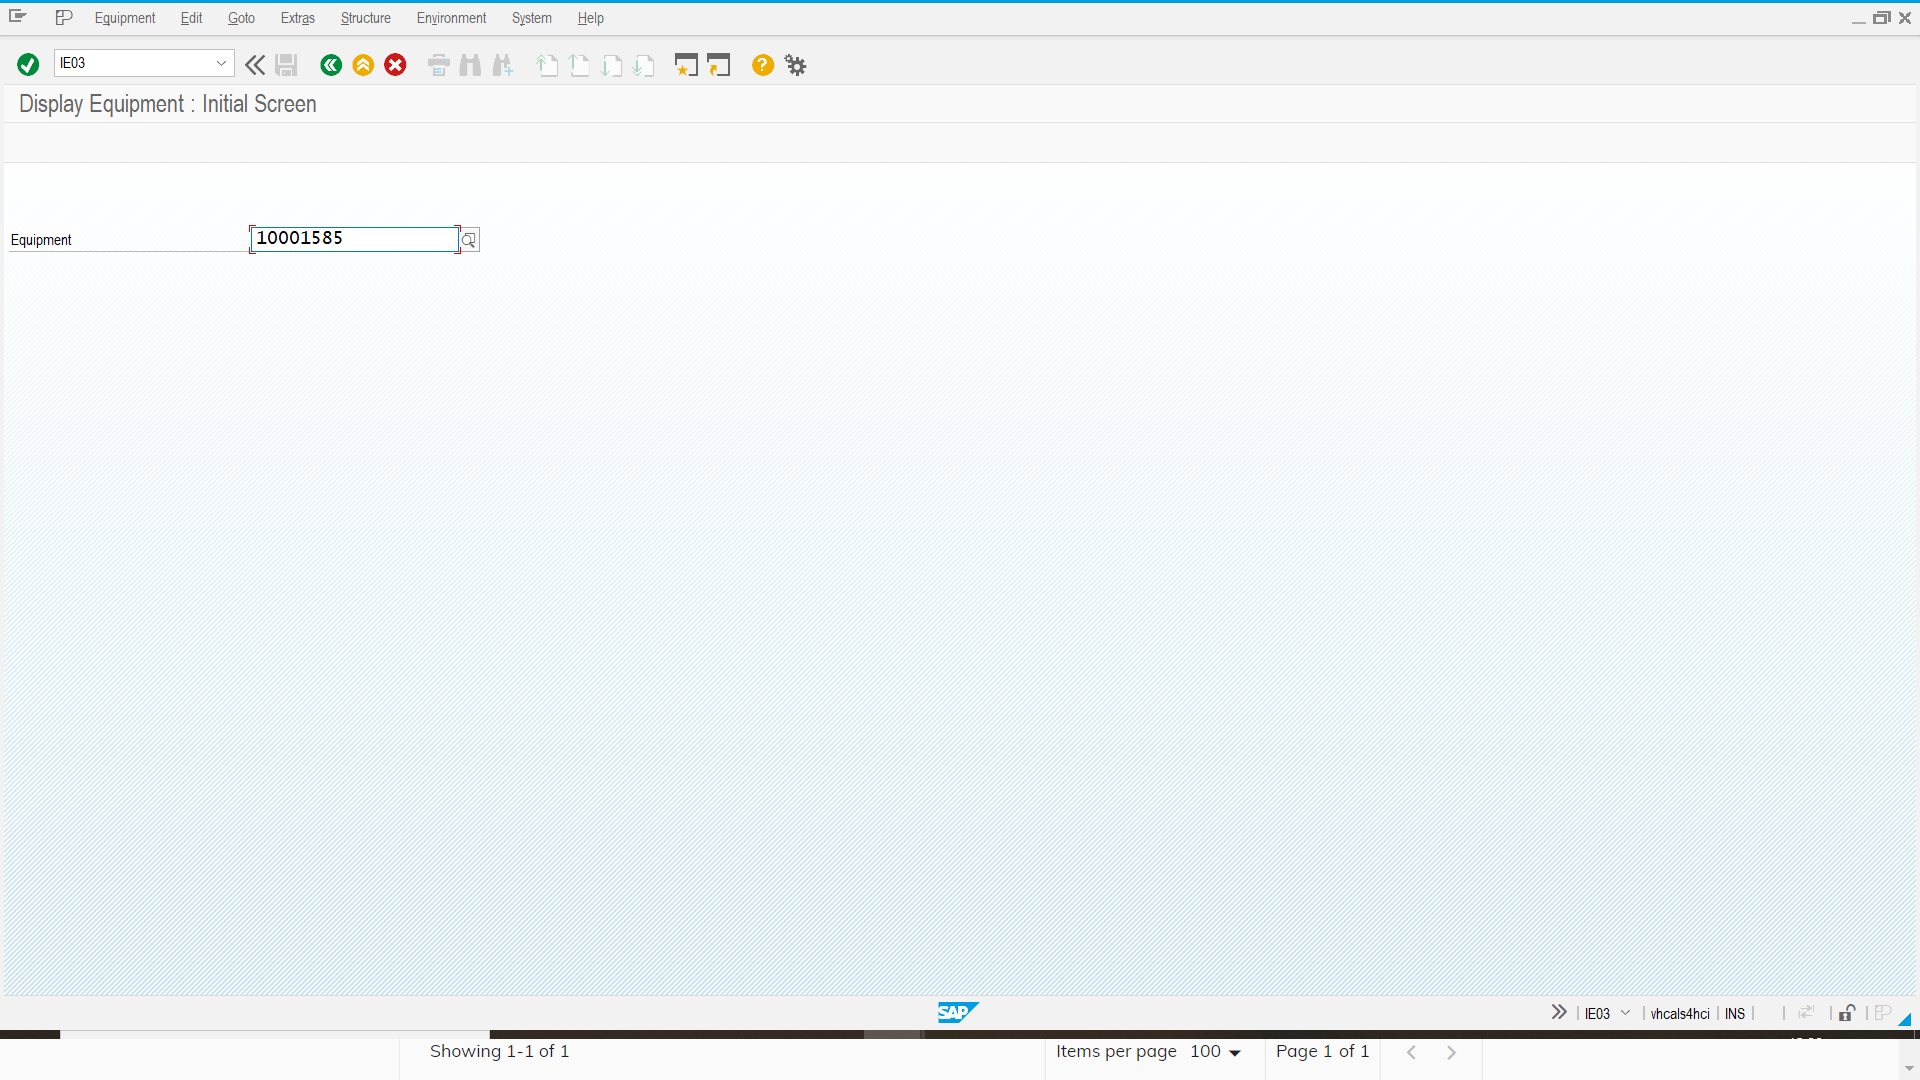 Equipment Edit Goto Extras Structure Environment System Help
IE03
Display Equipment : Initial Screen
Equipment 10001585
SAP
IE03 vhcals4hci INS
Showing 1-1 of 1 Items per page 100 Page 1 of 1